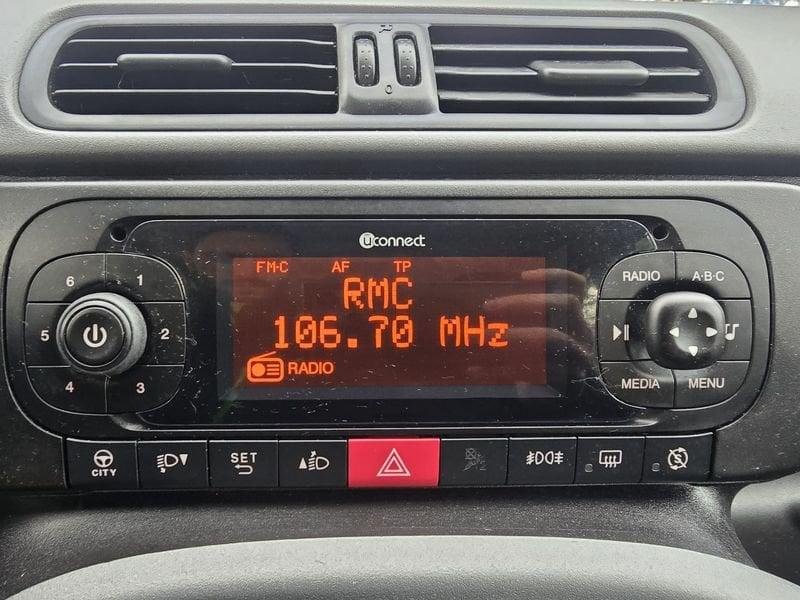 0
uconnect
FM-C AF TP
RMC
106.70 MHz
RADIO
6 1
5 2
4 3
RADIO A·B·C
MEDIA MENU
CITY
SET